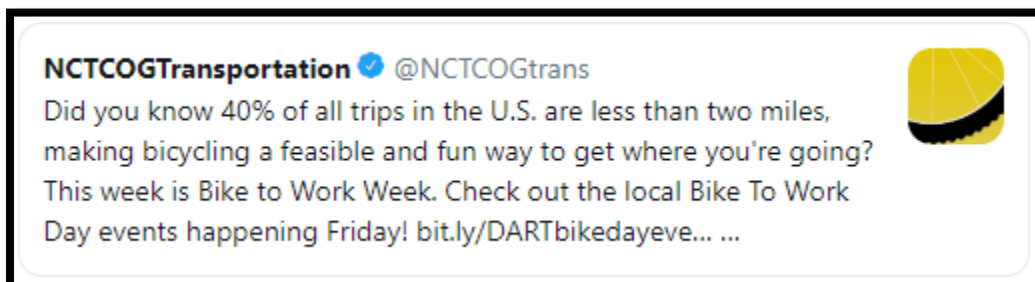 NCTCOGTransportation @NCTCOGtrans
Did you know 40% of all trips in the U.S. are less than two miles,
making bicycling a feasible and fun way to get where you're going?
This week is Bike to Work Week. Check out the local Bike To Work
Day events happening Friday! bit.ly/DARTbikedayeve... ...